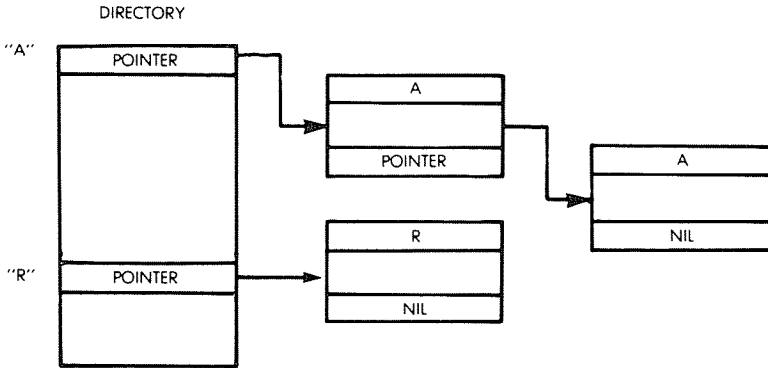 DIRECTORY
"A"
POINTER
A
POINTER
A
NIL
"R"
POINTER
R
NIL